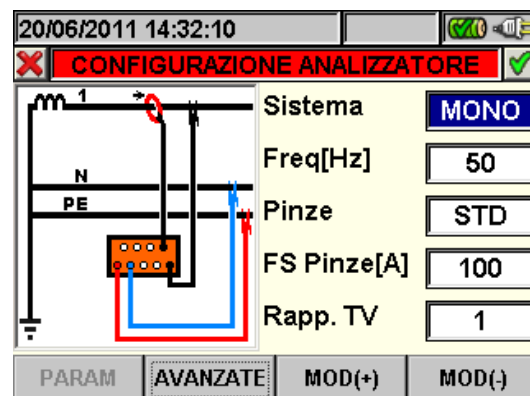 20/06/2011 14:32:10
CONFIGURAZIONE ANALIZZATORE
1
N
PE
Sistema MONO
Freq[Hz] 50
Pinze STD
FS Pinze[A] 100
Rapp. TV 1
PARAM AVANZATE MOD(+) MOD(-)